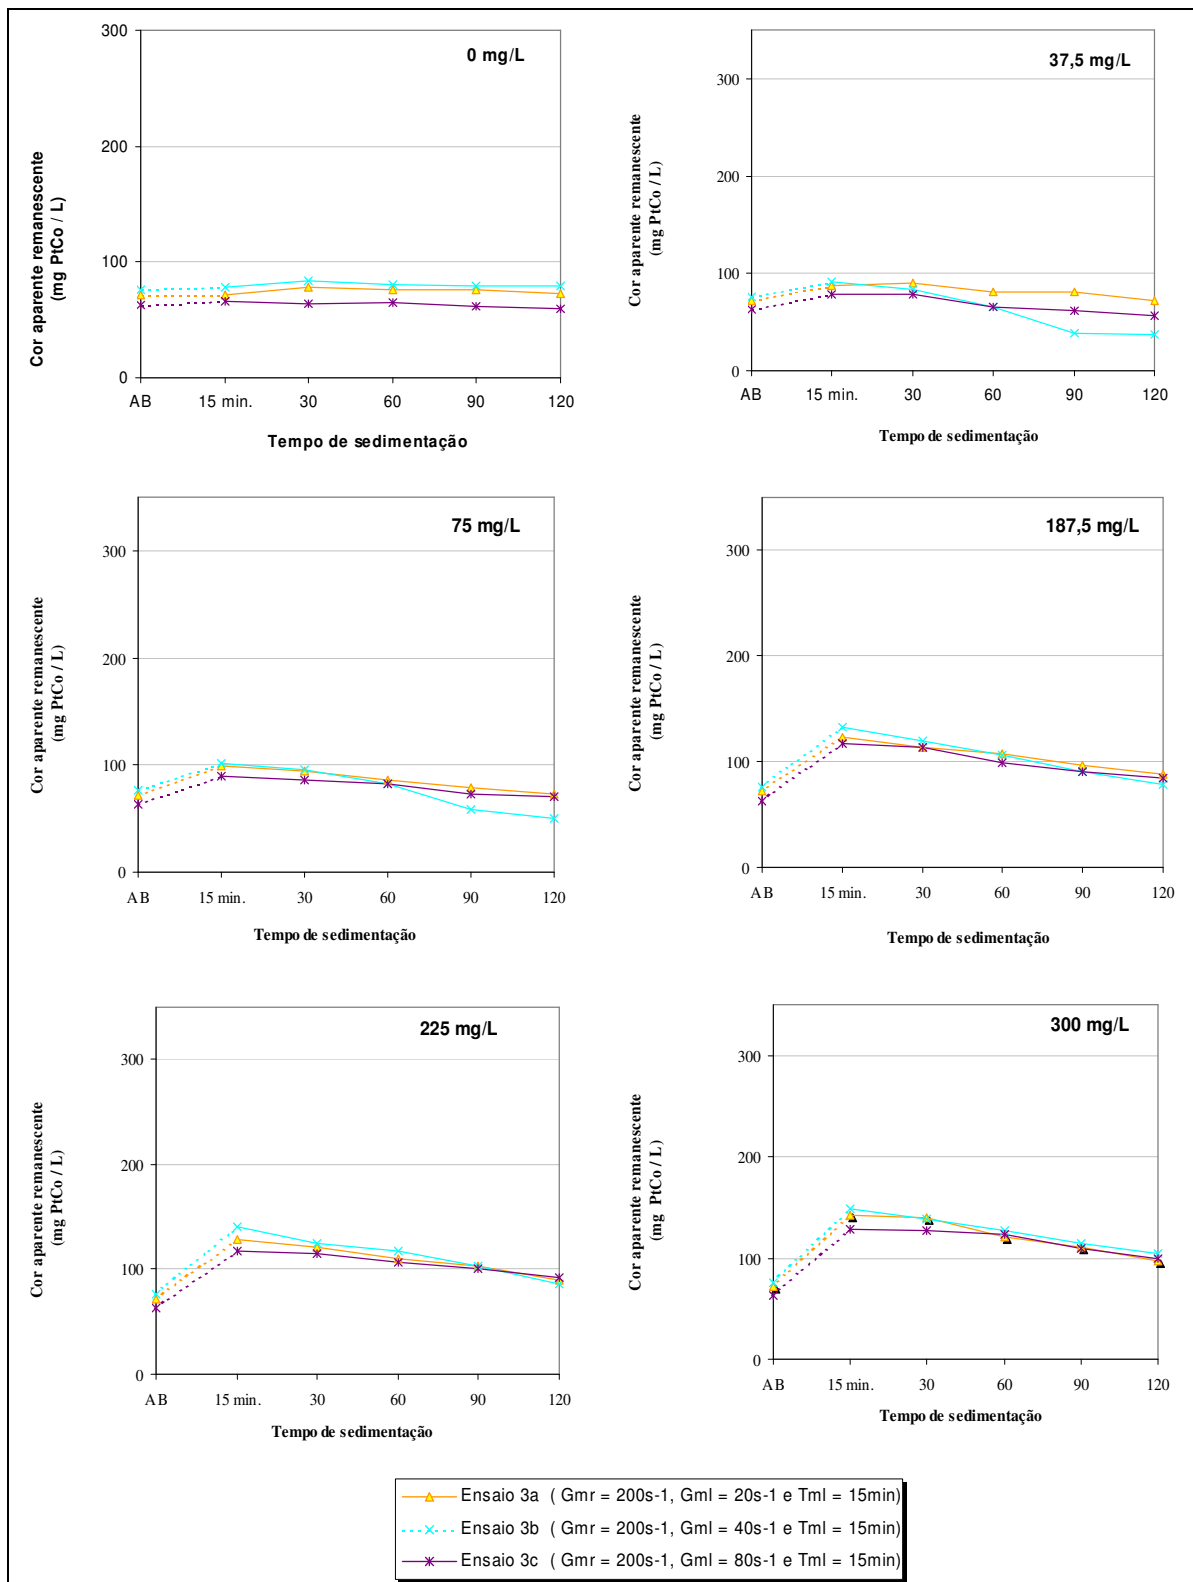 0 mg/L
Cor aparente remanescente
(mg PtCo / L)
300
200
100
0
AB 15 min. 30 60 90 120
Tempo de sedimentação
37,5 mg/L
Cor aparente remanescente
(mg PtCo / L)
300
200
100
0
AB 15 min. 30 60 90 120
Tempo de sedimentação
75 mg/L
Cor aparente remanescente
(mg PtCo / L)
300
200
100
0
AB 15 min. 30 60 90 120
Tempo de sedimentação
187,5 mg/L
Cor aparente remanescente
(mg PtCo / L)
300
200
100
0
AB 15 min. 30 60 90 120
Tempo de sedimentação
225 mg/L
Cor aparente remanescente
(mg PtCo / L)
300
200
100
0
AB 15 min. 30 60 90 120
Tempo de sedimentação
300 mg/L
Cor aparente remanescente
(mg PtCo / L)
300
200
100
0
AB 15 min. 30 60 90 120
Tempo de sedimentação
Ensaio 3a ( Gmr = 200s-1, Gml = 20s-1 e Tml = 15min)
Ensaio 3b ( Gmr = 200s-1, Gml = 40s-1 e Tml = 15min)
Ensaio 3c ( Gmr = 200s-1, Gml = 80s-1 e Tml = 15min)